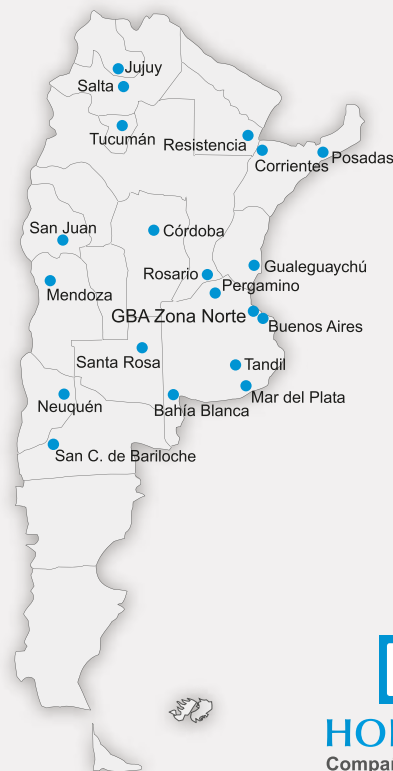 Jujuy
Salta
Tucumán
Resistencia
Corrientes
Posadas
San Juan
Córdoba
Rosario
Gualeguaychú
Mendoza
Pergamino
GBA Zona Norte
Buenos Aires
Santa Rosa
Tandil
Neuquén
Bahía Blanca
Mar del Plata
San C. de Bariloche